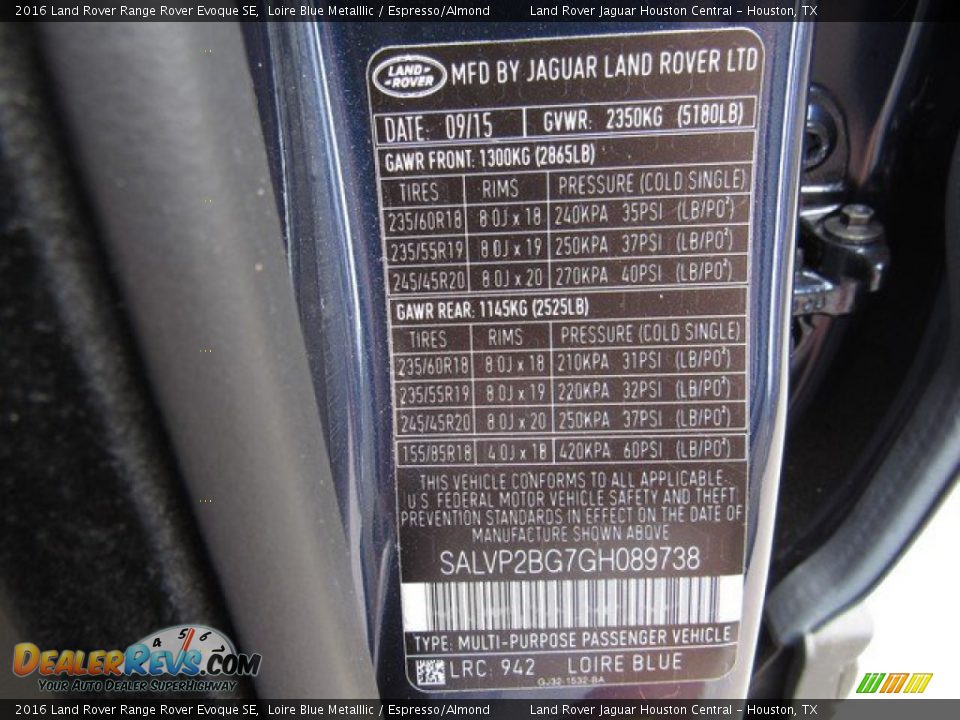 2016 Land Rover Range Rover Evoque SE,  Loire Blue Metalllic / Espresso/Almond          Land Rover Jaguar Houston Central - Houston, TX
LAND-
-ROVER
MFD BY JAGUAR LAND ROVER LTD
DATE: 09/15 GVWR: 2350KG (5180LB)
GAWR FRONT: 1300KG (2865LB)
TIRES RIMS PRESSURE (COLD SINGLE)
235/60R18 8.0J x 18 240KPA 35PSI (LB/PO²)
235/55R19 8.0J x 19 250KPA 37PSI (LB/PO²)
245/45R20 8.0J x 20 270KPA 40PSI (LB/PO²)
GAWR REAR: 1145KG (2525LB)
TIRES RIMS PRESSURE (COLD SINGLE)
235/60R18 8.0J x 18 210KPA 31PSI (LB/PO²)
235/55R19 8.0J x 19 220KPA 32PSI (LB/PO²)
245/45R20 8.0J x 20 250KPA 37PSI (LB/PO²)
155/85R18 4.0J x 18 420KPA 60PSI (LB/PO²)
THIS VEHICLE CONFORMS TO ALL APPLICABLE
U.S. FEDERAL MOTOR VEHICLE SAFETY AND THEFT
PREVENTION STANDARDS IN EFFECT ON THE DATE OF
MANUFACTURE SHOWN ABOVE
SALVP2BG7GH089738
TYPE: MULTI-PURPOSE PASSENGER VEHICLE
LRC: 942 LOIRE BLUE
GJ32-1532-BA
4 5 6
DEALERREVS.COM
YOUR AUTO DEALER SUPERHIGHWAY
2016 Land Rover Range Rover Evoque SE,  Loire Blue Metalllic / Espresso/Almond          Land Rover Jaguar Houston Central - Houston, TX